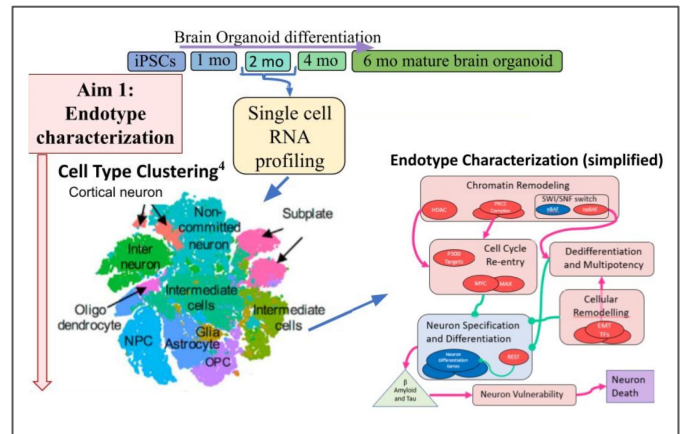 Brain Organoid differentiation
iPSCs 1 mo 2 mo 4 mo 6 mo mature brain organoid
Aim 1:
Endotype
characterization
Single cell
RNA
profiling
Cell Type Clustering4
Cortical neuron
Non-
committed
neuron
Subplate
Inter
neuron
Intermediate
cells
Oligo
dendrocyte
Intermediate
cells
Glia
NPC
Astrocyte
OPC
Endotype Characterization (simplified)
Chromatin Remodeling
SWI/SNF switch
HDAC
PRC2
Complex
nBAF
npBAF
Cell Cycle
Re-entry
P300
Targets
MYC
MAX
Dedifferentiation
and Multipotency
Cellular
Remodelling
EMT
TFs
Neuron Specification
and Differentiation
Neuron
Differentiation
Genes
REST
β
Amyloid
and Tau
Neuron Vulnerability
Neuron
Death